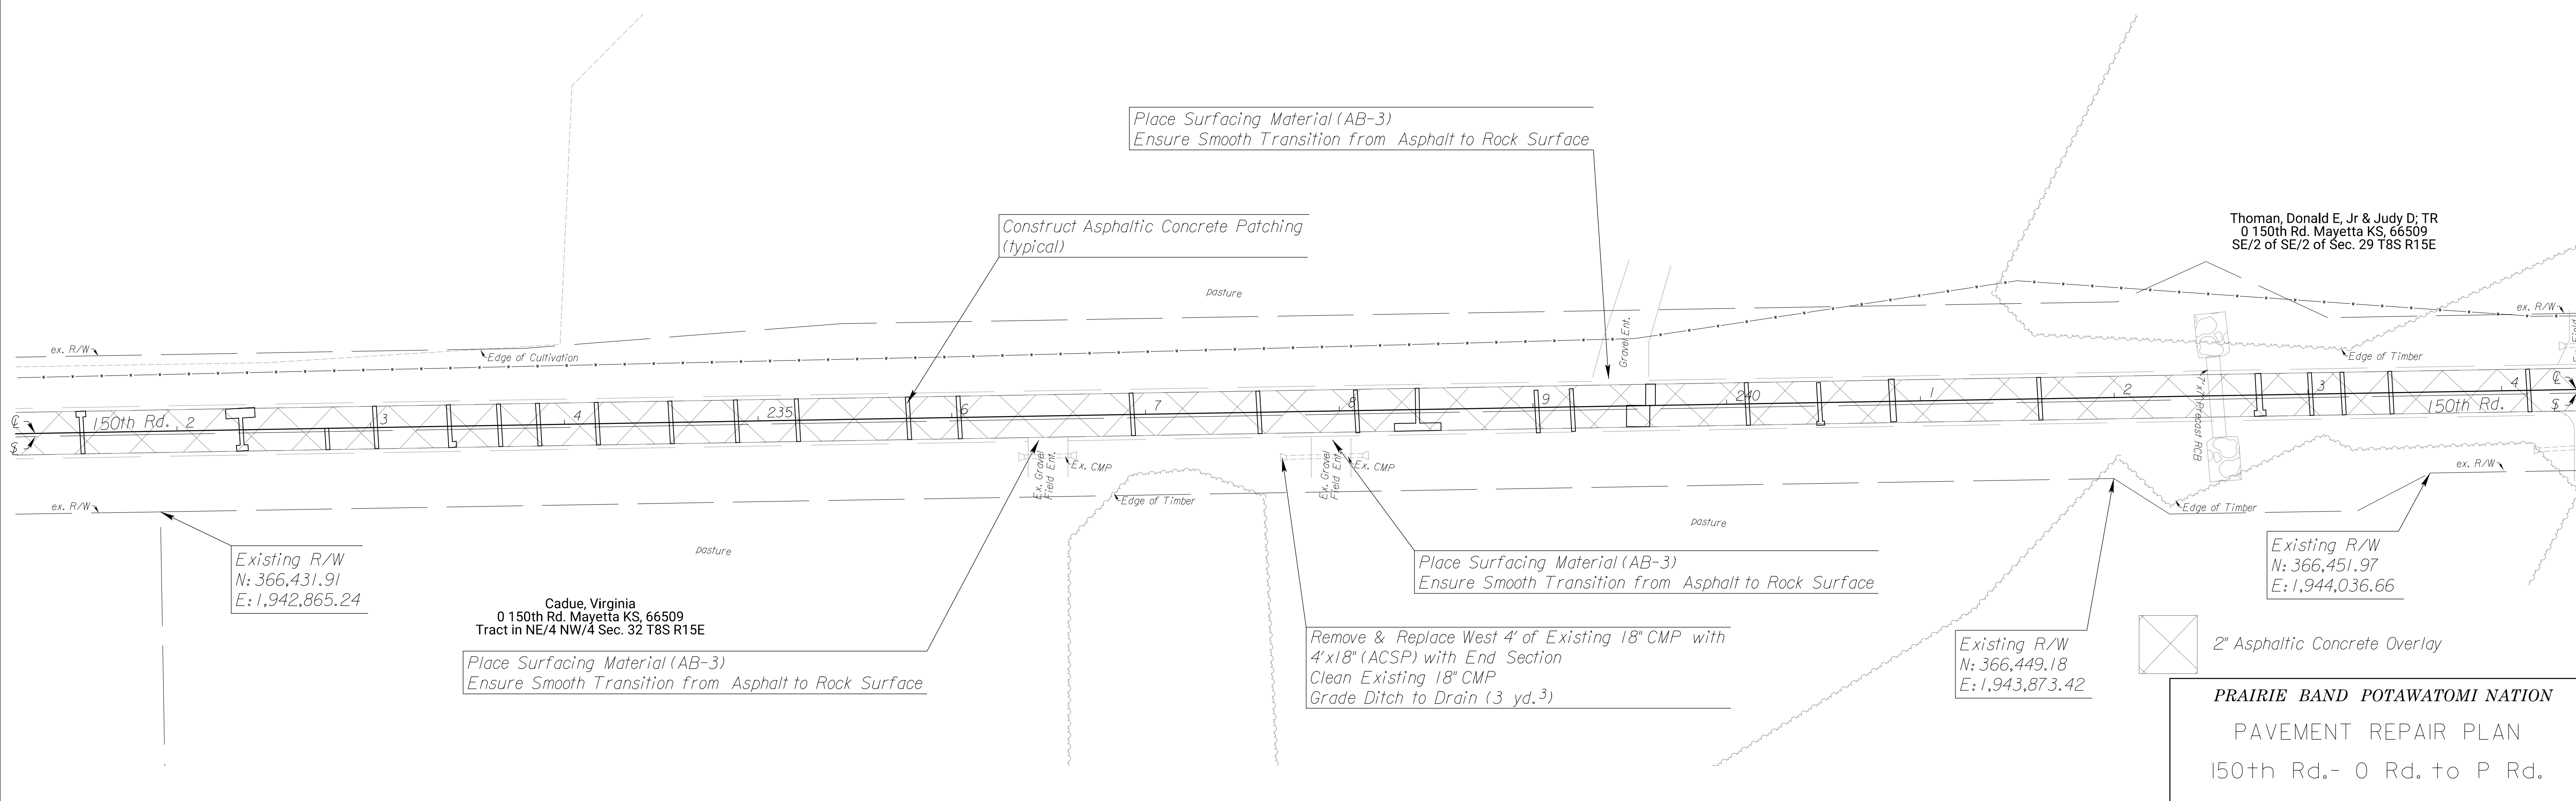 Place Surfacing Material (AB-3)
Ensure Smooth Transition from Asphalt to Rock Surface
Construct Asphaltic Concrete Patching
(typical)
Thoman, Donald E, Jr & Judy D; TR
0 150th Rd. Mayetta KS, 66509
SE/2 of SE/2 of Sec. 29 T8S R15E
pasture
ex. R/W
Edge of Cultivation
Gravel Ent.
ex. R/W
Edge of Timber
Field
150th Rd.
2
3
4
235
6
7
8
9
240
1
2
3
4
150th Rd.
7'x7' Precast RCB
Ex. Gravel
Field Ent.
Ex. CMP
Ex. Gravel
Field Ent.
Ex. CMP
ex. R/W
Edge of Timber
ex. R/W
Edge of Timber
pasture
pasture
Existing R/W
N: 366,431.91
E: 1,942,865.24
Cadue, Virginia
0 150th Rd. Mayetta KS, 66509
Tract in NE/4 NW/4 Sec. 32 T8S R15E
Place Surfacing Material (AB-3)
Ensure Smooth Transition from Asphalt to Rock Surface
Place Surfacing Material (AB-3)
Ensure Smooth Transition from Asphalt to Rock Surface
Remove & Replace West 4' of Existing 18" CMP with
4'x18" (ACSP) with End Section
Clean Existing 18" CMP
Grade Ditch to Drain (3 yd.³)
Existing R/W
N: 366,449.18
E: 1,943,873.42
Existing R/W
N: 366,451.97
E: 1,944,036.66
2" Asphaltic Concrete Overlay
PRAIRIE BAND POTAWATOMI NATION
PAVEMENT REPAIR PLAN
150th Rd.- O Rd. to P Rd.